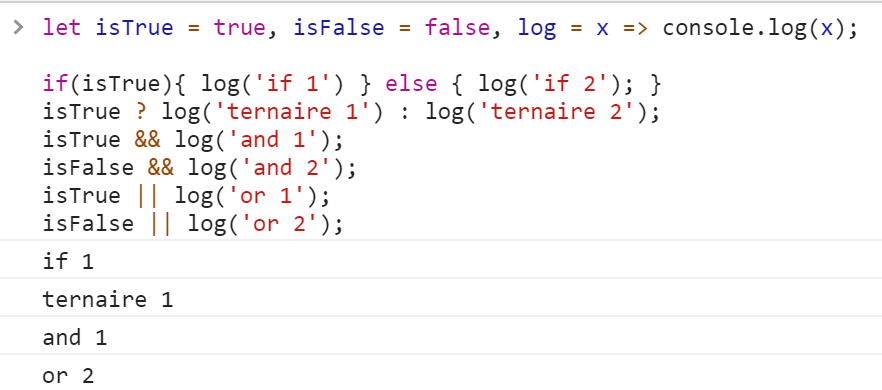 > let isTrue = true, isFalse = false, log = x => console.log(x);
if(isTrue){ log('if 1') } else { log('if 2'); }
isTrue ? log('ternaire 1') : log('ternaire 2');
isTrue && log('and 1');
isFalse && log('and 2');
isTrue || log('or 1');
isFalse || log('or 2');
if 1
ternaire 1
and 1
or 2